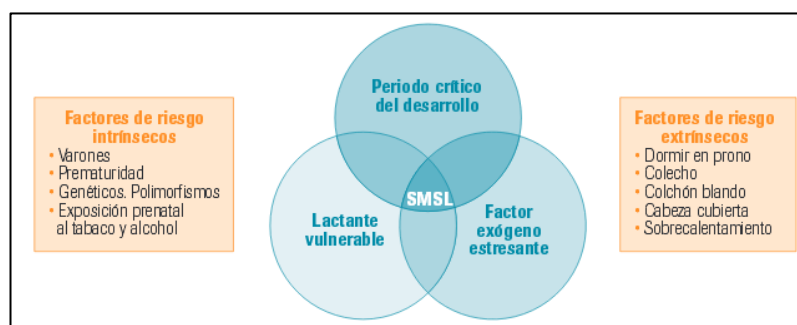 Factores de riesgo
intrínsecos
• Varones
• Prematuridad
• Genéticos. Polimorfismos
• Exposición prenatal
al tabaco y alcohol
Periodo crítico
del desarrollo
SMSL
Lactante
vulnerable
Factor
exógeno
estresante
Factores de riesgo
extrínsecos
• Dormir en prono
• Colecho
• Colchón blando
• Cabeza cubierta
• Sobrecalentamiento